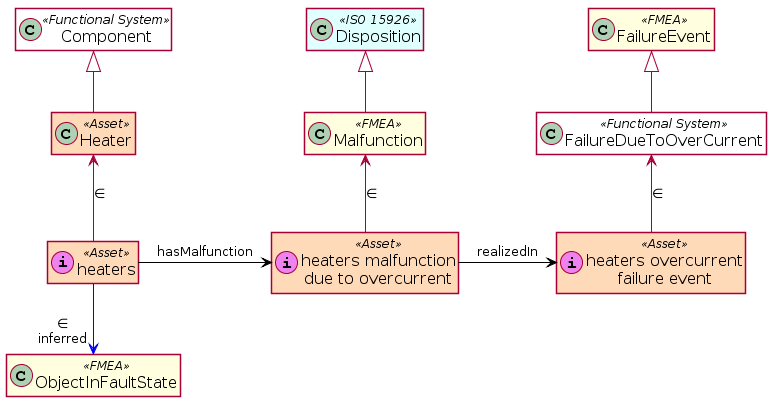 C «Functional System»
Component
C «ISO 15926»
Disposition
C «FMEA»
FailureEvent
C «Asset»
Heater
C «FMEA»
Malfunction
C «Functional System»
FailureDueToOverCurrent
∈
∈
∈
i «Asset»
heaters
hasMalfunction
i «Asset»
heaters malfunction
due to overcurrent
realizedIn
i «Asset»
heaters overcurrent
failure event
∈
inferred
C «FMEA»
ObjectInFaultState